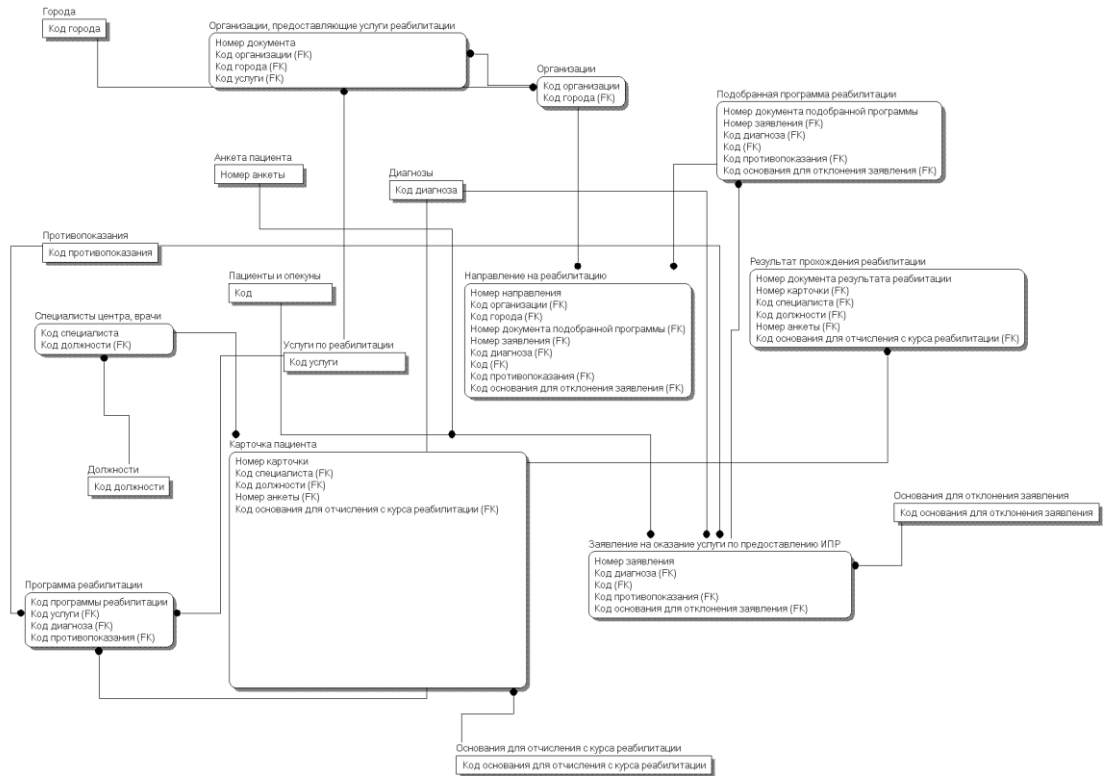 Города
Код города
Организации, предоставляющие услуги реабилитации
Номер документа
Код организации (FK)
Код города (FK)
Код услуги (FK)
Организации
Код организации
Код города (FK)
Подобранная программа реабилитации
Номер документа подобранной программы
Номер заявления (FK)
Код диагноза (FK)
Код (FK)
Код противопоказания (FK)
Код основания для отклонения заявления (FK)
Анкета пациента
Номер анкеты
Диагнозы
Код диагноза
Противопоказания
Код противопоказания
Пациенты и опекуны
Код
Направление на реабилитацию
Номер направления
Код организации (FK)
Код города (FK)
Номер документа подобранной программы (FK)
Номер заявления (FK)
Код диагноза (FK)
Код (FK)
Код противопоказания (FK)
Код основания для отклонения заявления (FK)
Результат прохождения реабилитации
Номер документа результата реабиитации
Номер карточки (FK)
Код специалиста (FK)
Код должности (FK)
Номер анкеты (FK)
Код основания для отчисления с курса реабилитации (FK)
Специалисты центра, врачи
Код специалиста
Код должности (FK)
Услуги по реабилитации
Код услуги
Должности
Код должности
Карточка пациента
Номер карточки
Код специалиста (FK)
Код должности (FK)
Номер анкеты (FK)
Код основания для отчисления с курса реабилитации (FK)
Основания для отклонения заявления
Код основания для отклонения заявления
Заявление на оказание услуги по предоставлению ИПР
Номер заявления
Код диагноза (FK)
Код (FK)
Код противопоказания (FK)
Код основания для отклонения заявления (FK)
Программа реабилитации
Код программы реабилитации
Код услуги (FK)
Код диагноза (FK)
Код противопоказания (FK)
Основания для отчисления с курса реабилитации
Код основания для отчисления с курса реабилитации